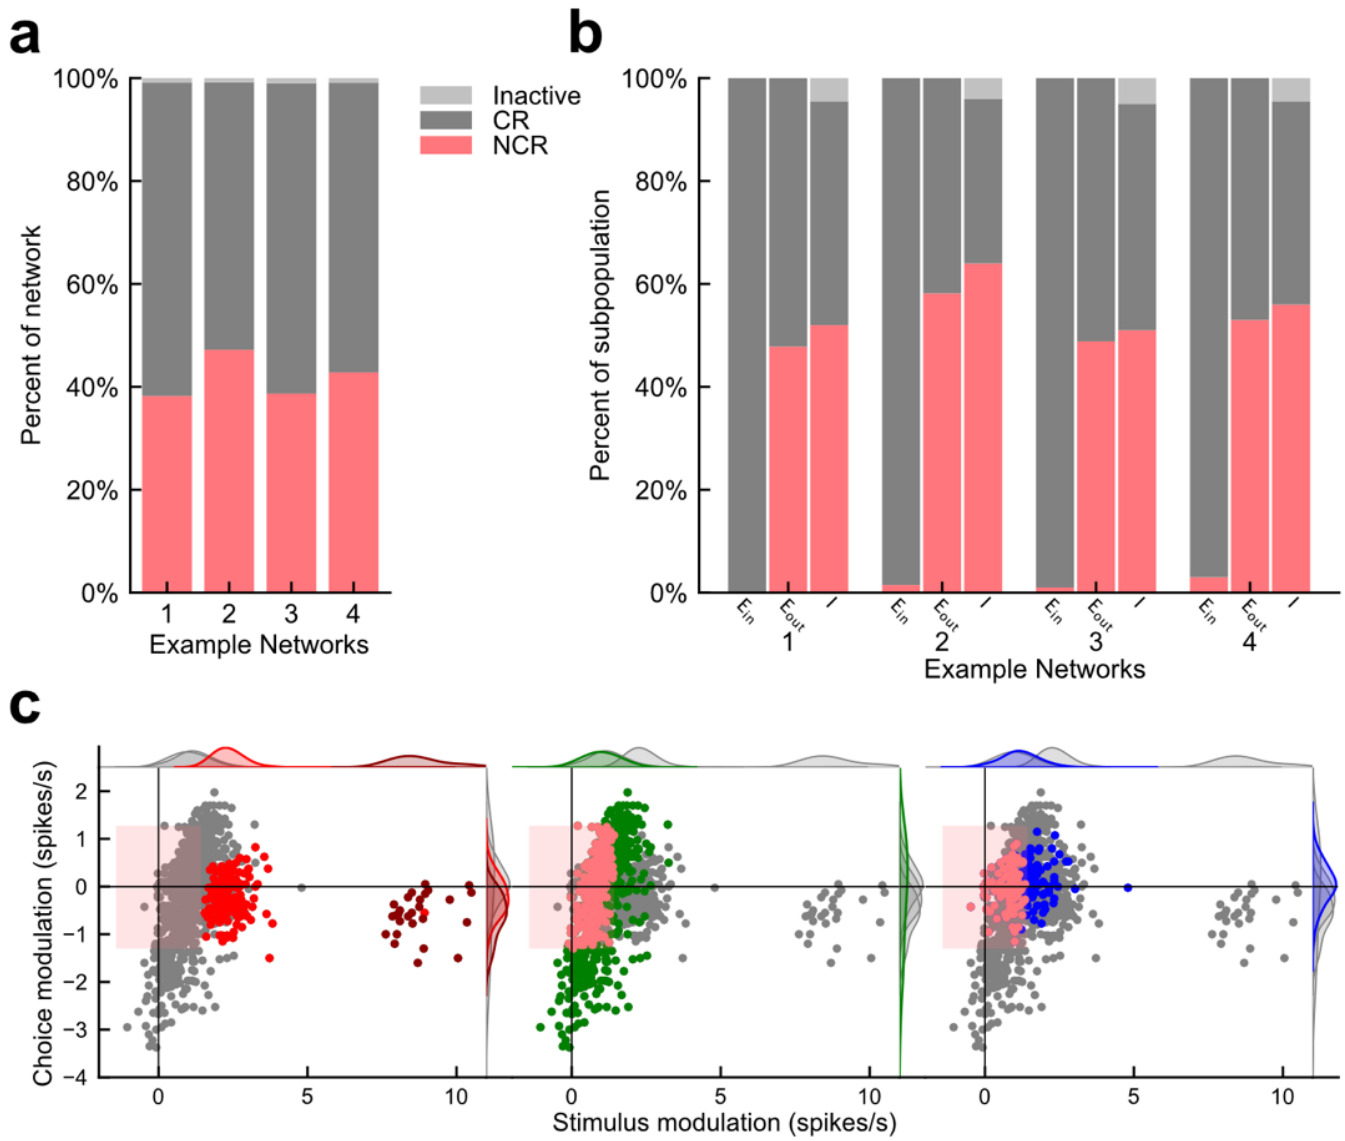 a
100%
80%
60%
40%
20%
0%
Percent of network
1 2 3 4
Example Networks
Inactive
CR
NCR
b
100%
80%
60%
40%
20%
0%
Percent of subpopulation
Ein Eout I Ein Eout I Ein Eout I Ein Eout I
1 2 3 4
Example Networks
c
Choice modulation (spikes/s)
2
1
0
−1
−2
−3
−4
0 5 10 0 5 10 0 5 10
Stimulus modulation (spikes/s)